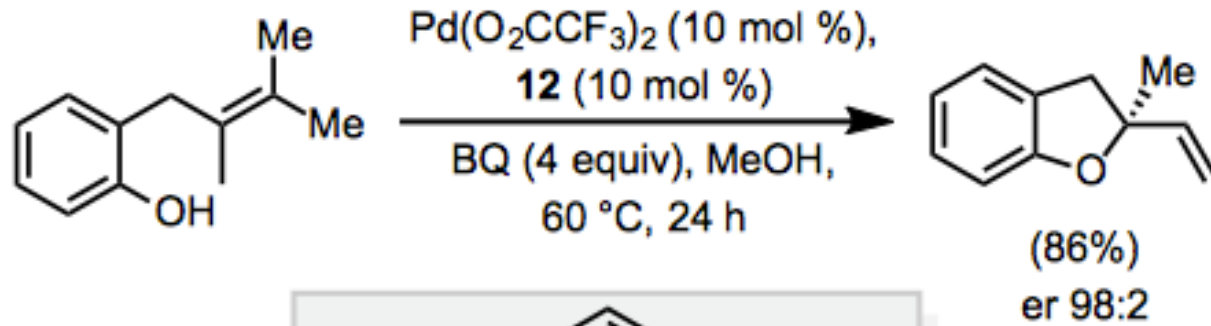 Me
Me
OH
Pd(O₂CCF₃)₂ (10 mol %),
12 (10 mol %)
BQ (4 equiv), MeOH,
60 °C, 24 h
Me
O
(86%)
er 98:2